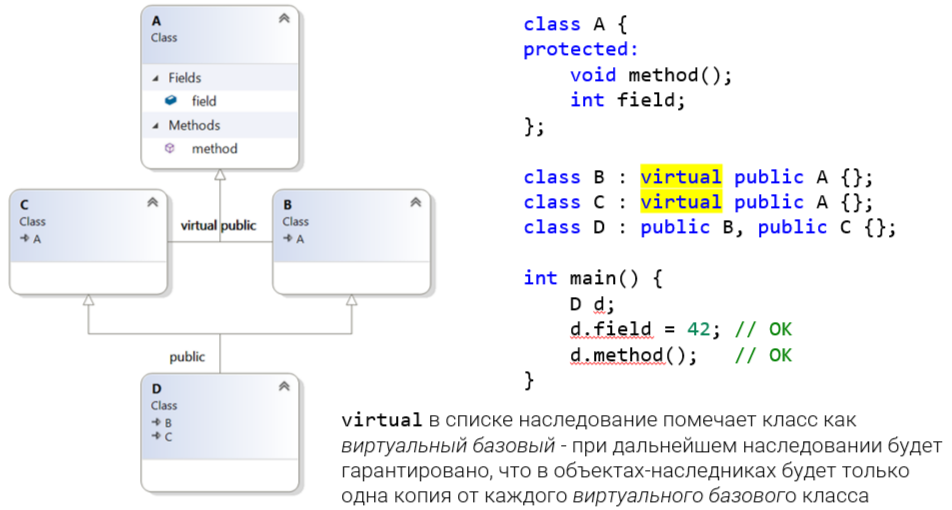 A
Class
Fields
field
Methods
method
C
Class
A
virtual public
B
Class
A
public
D
Class
B
C
class A {
protected:
    void method();
    int field;
};
class B : virtual public A {};
class C : virtual public A {};
class D : public B, public C {};
int main() {
    D d;
    d.field = 42; // OK
    d.method();   // OK
}
virtual в списке наследование помечает класс как
виртуальный базовый - при дальнейшем наследовании будет
гарантировано, что в объектах-наследниках будет только
одна копия от каждого виртуального базового класса